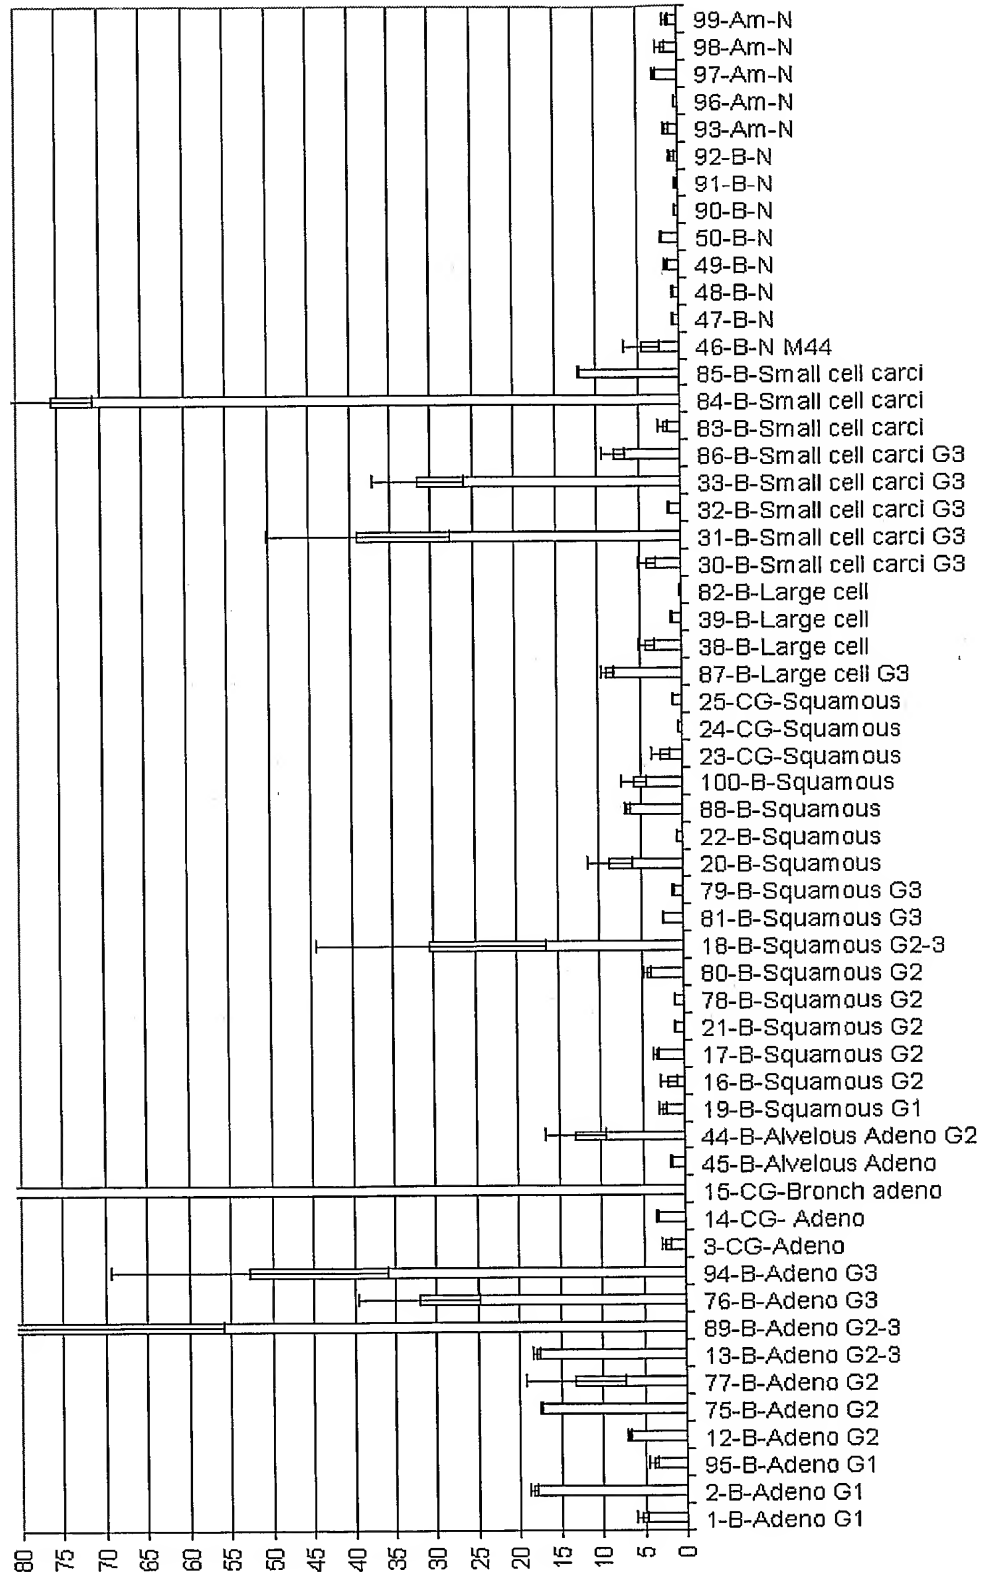 99-Am-N
98-Am-N
97-Am-N
96-Am-N
93-Am-N
92-B-N
91-B-N
90-B-N
50-B-N
49-B-N
48-B-N
47-B-N
46-B-N M44
85-B-Small cell carci
84-B-Small cell carci
83-B-Small cell carci
86-B-Small cell carci G3
33-B-Small cell carci G3
32-B-Small cell carci G3
31-B-Small cell carci G3
30-B-Small cell carci G3
82-B-Large cell
39-B-Large cell
38-B-Large cell
87-B-Large cell G3
25-CG-Squamous
24-CG-Squamous
23-CG-Squamous
100-B-Squamous
88-B-Squamous
22-B-Squamous
20-B-Squamous
79-B-Squamous G3
81-B-Squamous G3
18-B-Squamous G2-3
80-B-Squamous G2
78-B-Squamous G2
21-B-Squamous G2
17-B-Squamous G2
16-B-Squamous G2
19-B-Squamous G1
44-B-Alvelous Adeno G2
45-B-Alvelous Adeno
15-CG-Bronch adeno
14-CG- Adeno
3-CG-Adeno
94-B-Adeno G3
76-B-Adeno G3
89-B-Adeno G2-3
13-B-Adeno G2-3
77-B-Adeno G2
75-B-Adeno G2
12-B-Adeno G2
95-B-Adeno G1
2-B-Adeno G1
1-B-Adeno G1
80 75 70 65 60 55 50 45 40 35 30 25 20 15 10 5 0